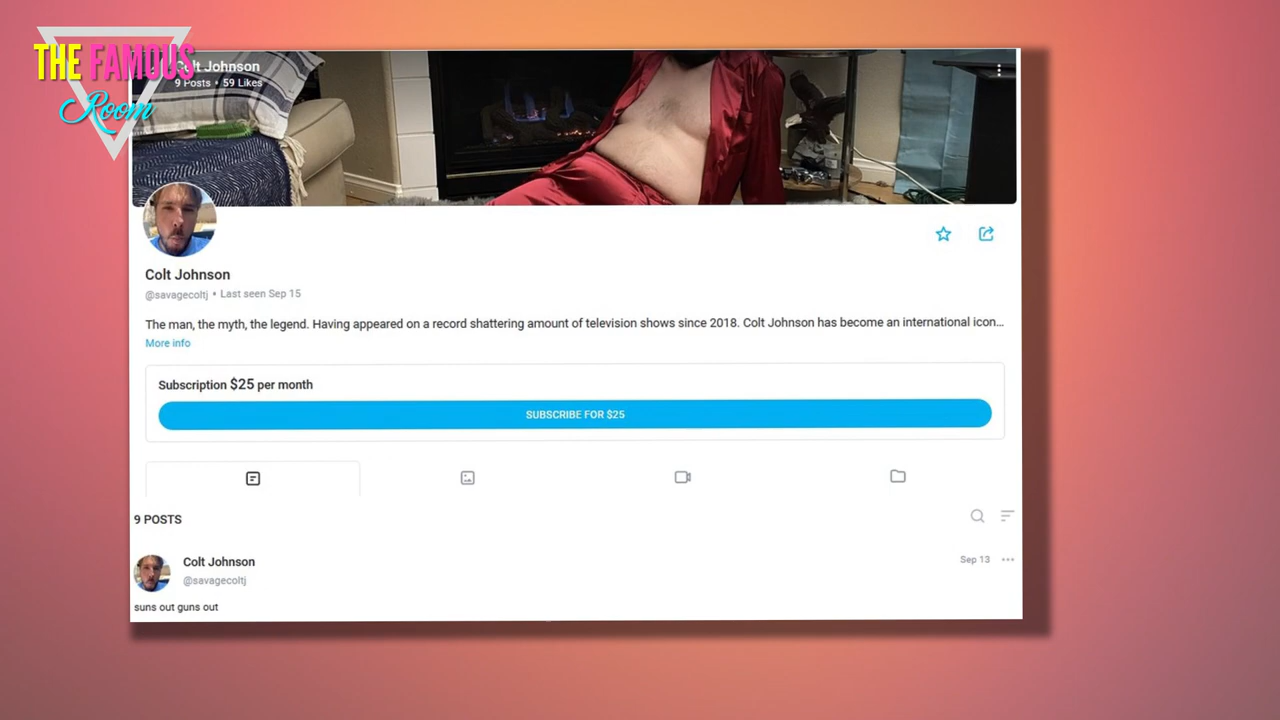 THE FAMOUS
Room
Colt Johnson
9 Posts • 59 Likes
Colt Johnson
@savagecoltj • Last seen Sep 15
The man, the myth, the legend. Having appeared on a record shattering amount of television shows since 2018. Colt Johnson has become an international icon...
More info
Subscription $25 per month
SUBSCRIBE FOR $25
9 POSTS
Colt Johnson
Sep 13
@savagecoltj
suns out guns out